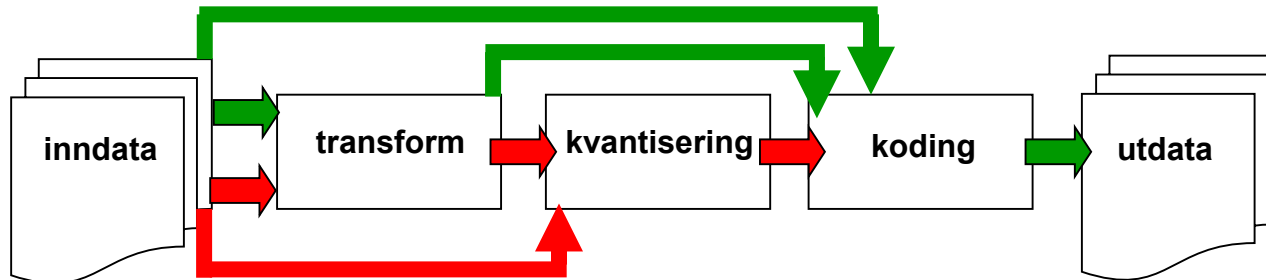 inndata
transform
kvantisering
koding
utdata